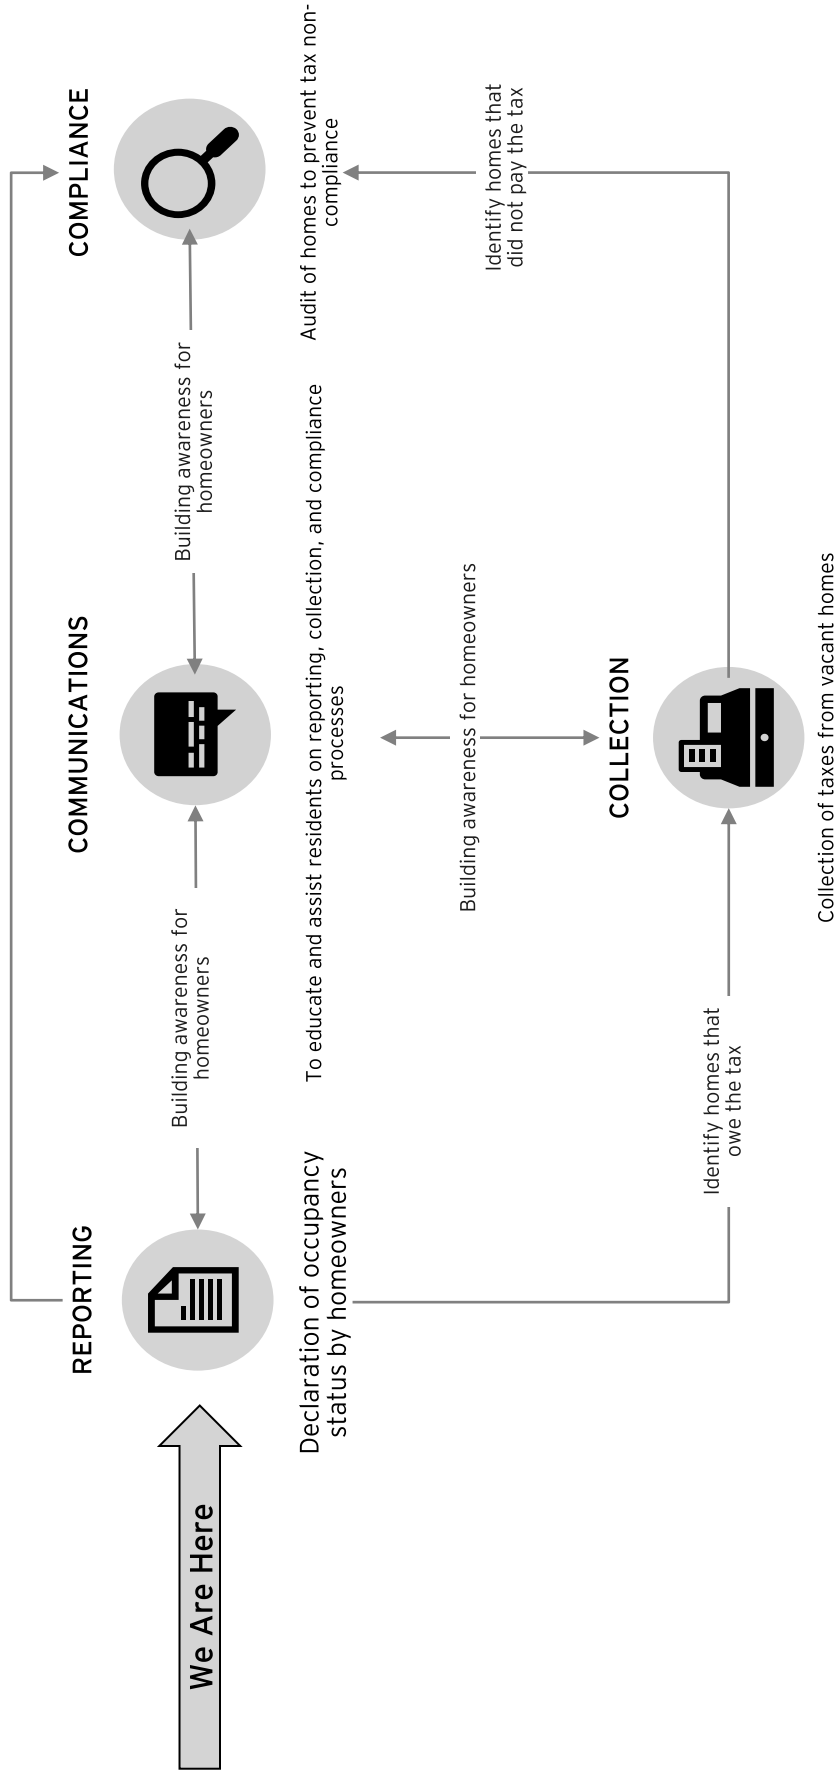 We Are Here
REPORTING
Declaration of occupancy
status by homeowners
Building awareness for
homeowners
COMMUNICATIONS
To educate and assist residents on reporting, collection, and compliance
processes
Building awareness for
homeowners
COMPLIANCE
Audit of homes to prevent tax non-
compliance
Building awareness for homeowners
Identify homes that
did not pay the tax
COLLECTION
Identify homes that
owe the tax
Collection of taxes from vacant homes